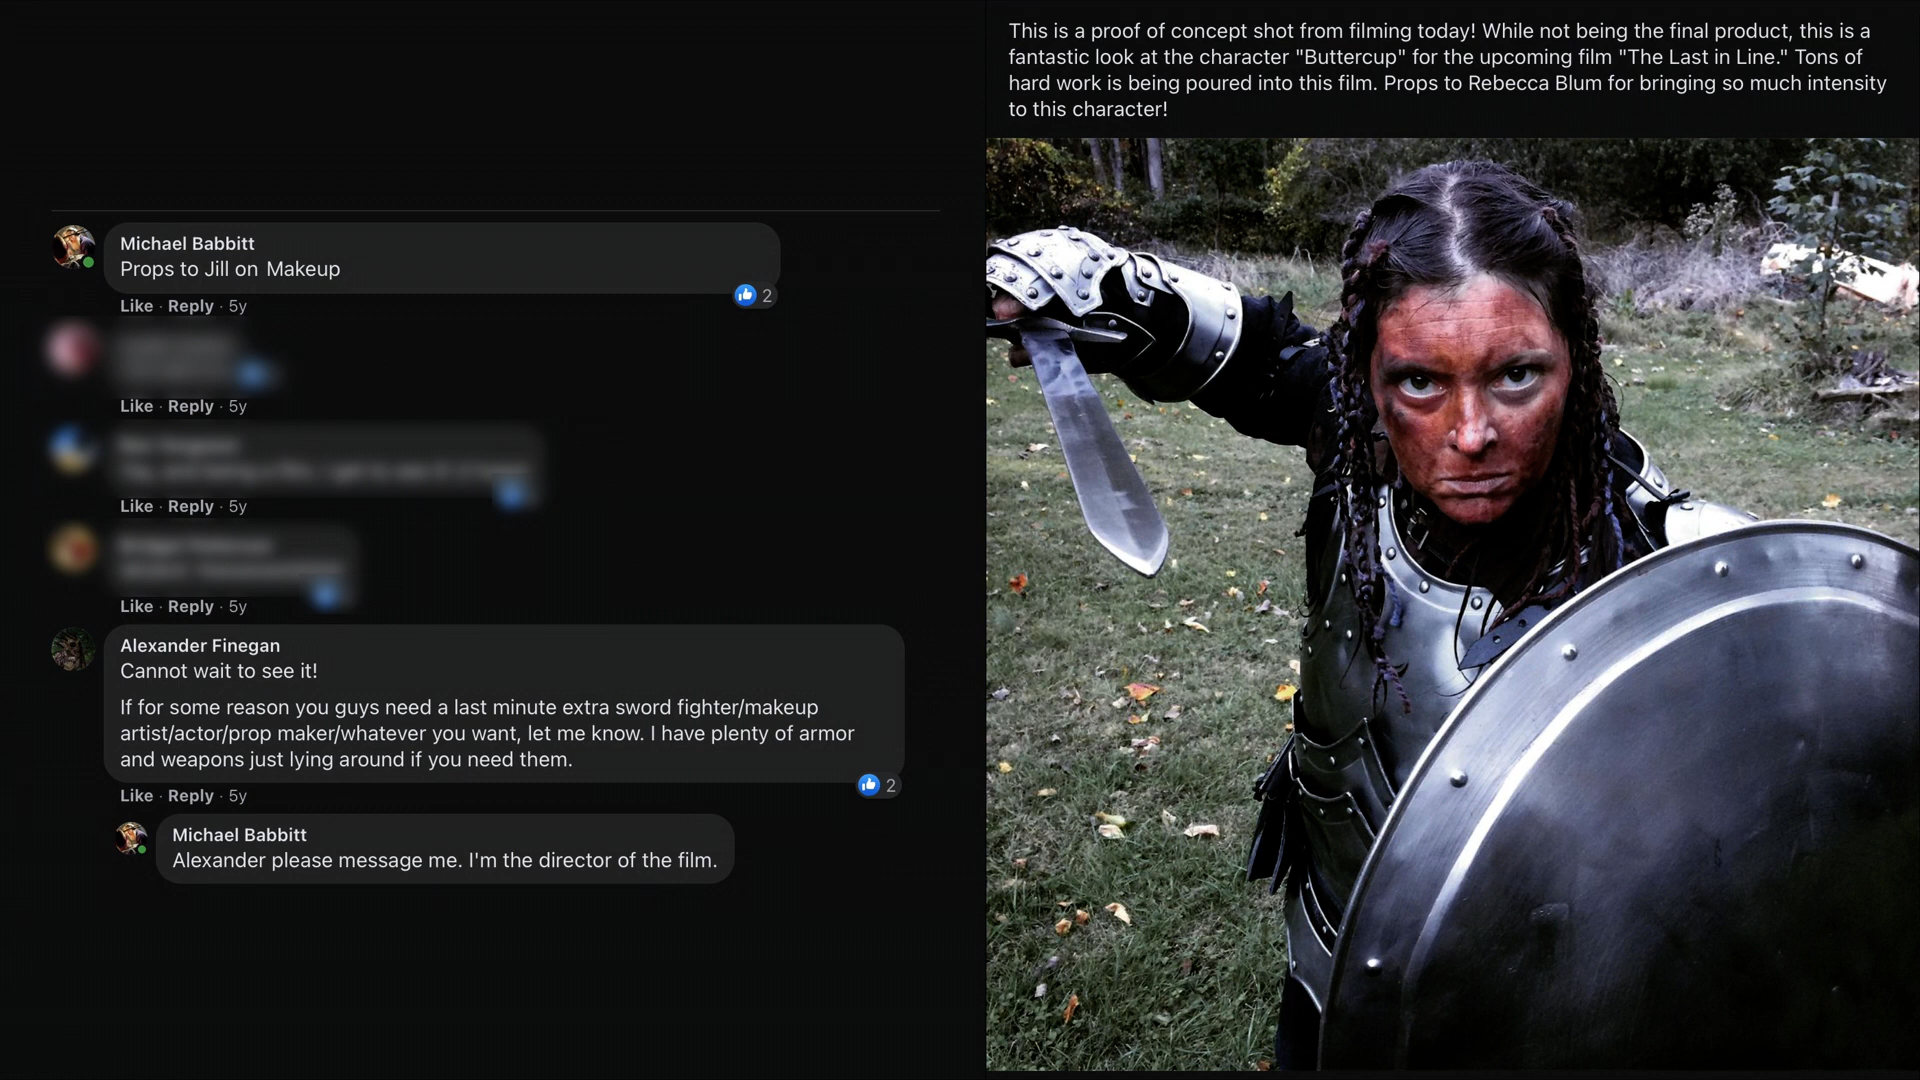 Michael Babbitt
Props to Jill on Makeup
2
Like · Reply · 5y
Like · Reply · 5y
Like · Reply · 5y
Like · Reply · 5y
Alexander Finegan
Cannot wait to see it!
If for some reason you guys need a last minute extra sword fighter/makeup
artist/actor/prop maker/whatever you want, let me know. I have plenty of armor
and weapons just lying around if you need them.
2
Like · Reply · 5y
Michael Babbitt
Alexander please message me. I'm the director of the film.
This is a proof of concept shot from filming today! While not being the final product, this is a
fantastic look at the character "Buttercup" for the upcoming film "The Last in Line." Tons of
hard work is being poured into this film. Props to Rebecca Blum for bringing so much intensity
to this character!